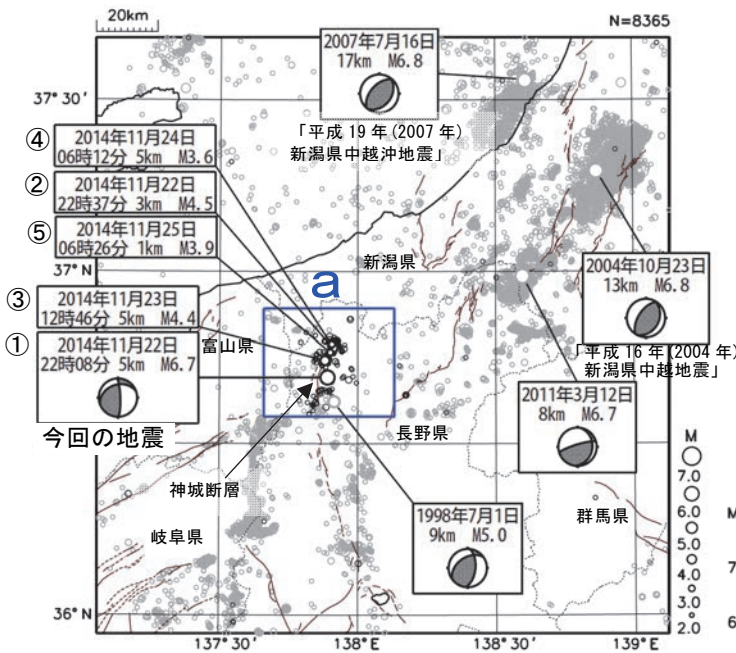 20km
N=8365
2007年7月16日
17km M6.8
「平成 19 年 (2007 年)
新潟県中越沖地震」
37°30'
④
2014年11月24日
06時12分 5km M3.6
②
2014年11月22日
22時37分 3km M4.5
⑤
2014年11月25日
06時26分 1km M3.9
37°N
新潟県
a
2004年10月23日
13km M6.8
「平成 16 年 (2004 年)
新潟県中越地震」
③
2014年11月23日
12時46分 5km M4.4
富山県
①
2014年11月22日
22時08分 5km M6.7
今回の地震
2011年3月12日
8km M6.7
長野県
神城断層
1998年7月1日
9km M5.0
岐阜県
群馬県
M
7.0
6.0
5.0
4.0
3.0
2.0
M
7
6
36°N
137°30'
138°E
138°30'
139°E